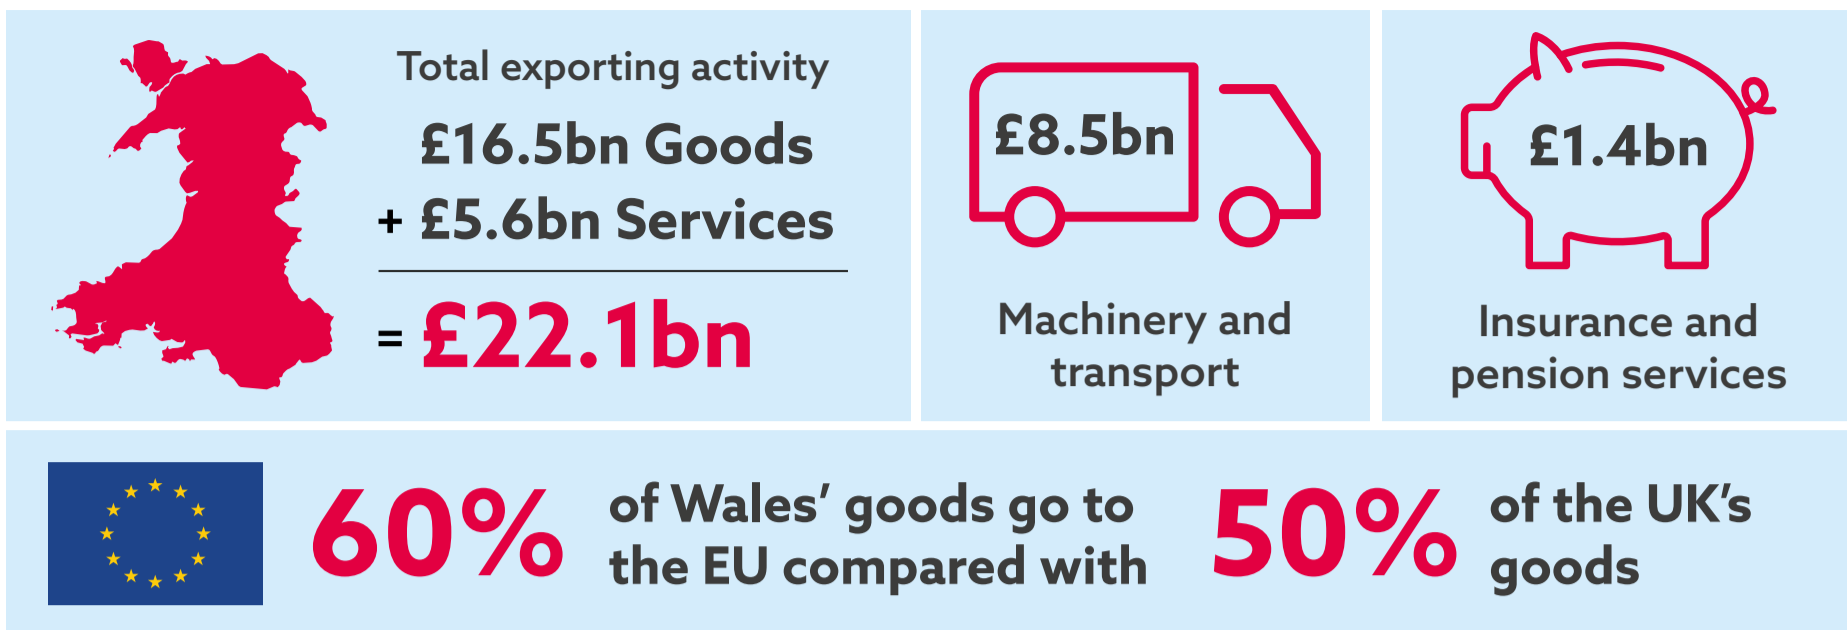 Total exporting activity
£16.5bn Goods
+ £5.6bn Services
= £22.1bn
£8.5bn
Machinery and
transport
£1.4bn
Insurance and
pension services
60%
of Wales’ goods go to
the EU compared with
50%
of the UK’s
goods